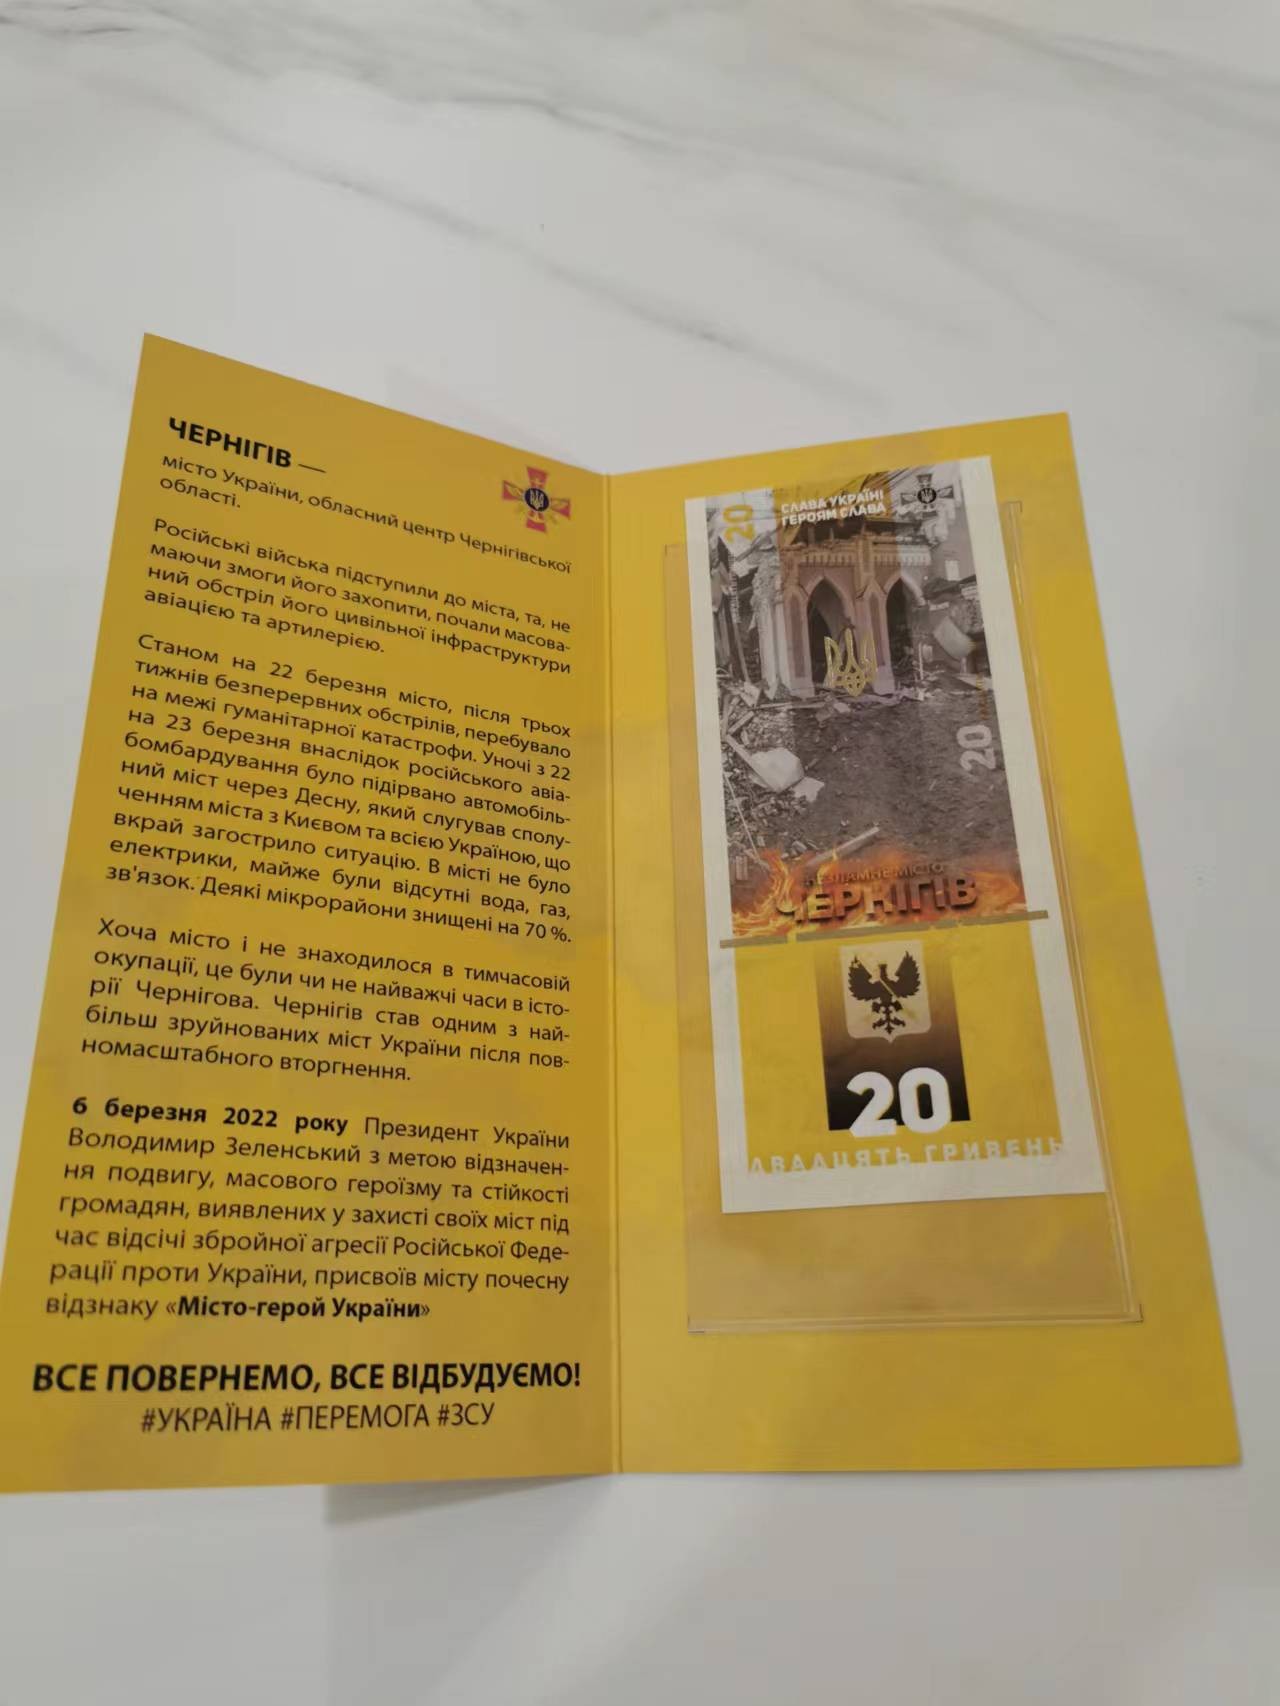 ЧЕРНІГІВ —
місто України, обласний центр Чернігівської
області.
Російські війська підступили до міста, та, не
маючи змоги його захопити, почали масова-
ний обстріл його цивільної інфраструктури
авіацією та артилерією.
Станом на 22 березня місто, після трьох
тижнів безперервних обстрілів, перебувало
на межі гуманітарної катастрофи. Уночі з 22
на 23 березня внаслідок російського авіа-
бомбардування було підірвано автомобіль-
ний міст через Десну, який слугував сполу-
ченням міста з Києвом та всією Україною, що
вкрай загострило ситуацію. В місті не було
електрики, майже були відсутні вода, газ,
зв'язок. Деякі мікрорайони знищені на 70 %.
Хоча місто і не знаходилося в тимчасовій
окупації, це були чи не найважчі часи в істо-
рії Чернігова. Чернігів став одним з най-
більш зруйнованих міст України після пов-
номасштабного вторгнення.
6 березня 2022 року Президент України
Володимир Зеленський з метою відзначен-
ня подвигу, масового героїзму та стійкості
громадян, виявлених у захисті своїх міст під
час відсічі збройної агресії Російської Феде-
рації проти України, присвоїв місту почесну
відзнаку «Місто-герой України»
ВСЕ ПОВЕРНЕМО, ВСЕ ВІДБУДУЄМО!
#УКРАЇНА #ПЕРЕМОГА #ЗСУ
20
СЛАВА УКРАЇНІ
ГЕРОЯМ СЛАВА
20
НЕЗЛАМНЕ МІСТО
ЧЕРНІГІВ
20
ДВАДЦЯТЬ ГРИВЕНЬ